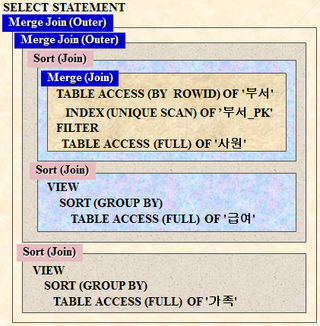 SELECT STATEMENT
Merge Join (Outer)
Merge Join (Outer)
Sort (Join)
Merge (Join)
TABLE ACCESS (BY ROWID) OF '부서'
INDEX (UNIQUE SCAN) OF '부서_PK'
FILTER
TABLE ACCESS (FULL) OF '사원'
Sort (Join)
VIEW
SORT (GROUP BY)
TABLE ACCESS (FULL) OF '급여'
Sort (Join)
VIEW
SORT (GROUP BY)
TABLE ACCESS (FULL) OF '가족'